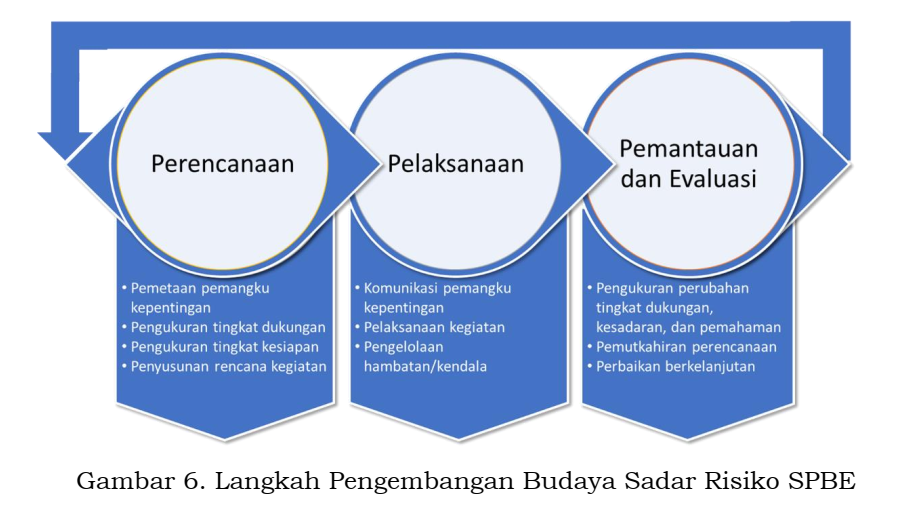 Perencanaan
• Pemetaan pemangku
kepentingan
• Pengukuran tingkat dukungan
• Pengukuran tingkat kesiapan
• Penyusunan rencana kegiatan
Pelaksanaan
• Komunikasi pemangku
kepentingan
• Pelaksanaan kegiatan
• Pengelolaan
hambatan/kendala
Pemantauan
dan Evaluasi
• Pengukuran perubahan
tingkat dukungan,
kesadaran, dan pemahaman
• Pemutkahiran perencanaan
• Perbaikan berkelanjutan
Gambar 6. Langkah Pengembangan Budaya Sadar Risiko SPBE